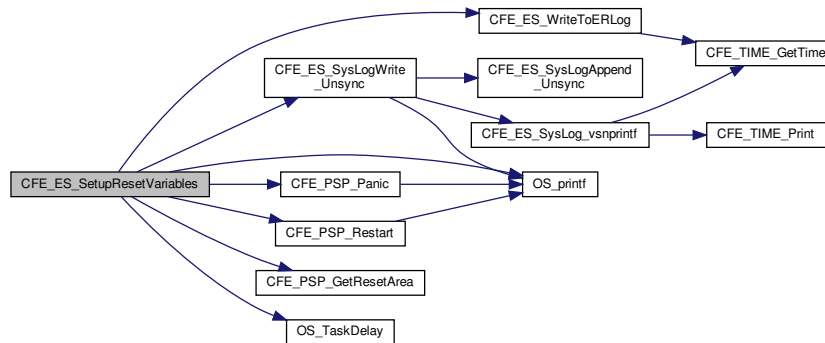 CFE_ES_WriteToERLog
CFE_TIME_GetTime
CFE_ES_SysLogWrite
_Unsync
CFE_ES_SysLogAppend
_Unsync
CFE_ES_SysLog_vsnprintf
CFE_TIME_Print
CFE_ES_SetupResetVariables
CFE_PSP_Panic
OS_printf
CFE_PSP_Restart
CFE_PSP_GetResetArea
OS_TaskDelay